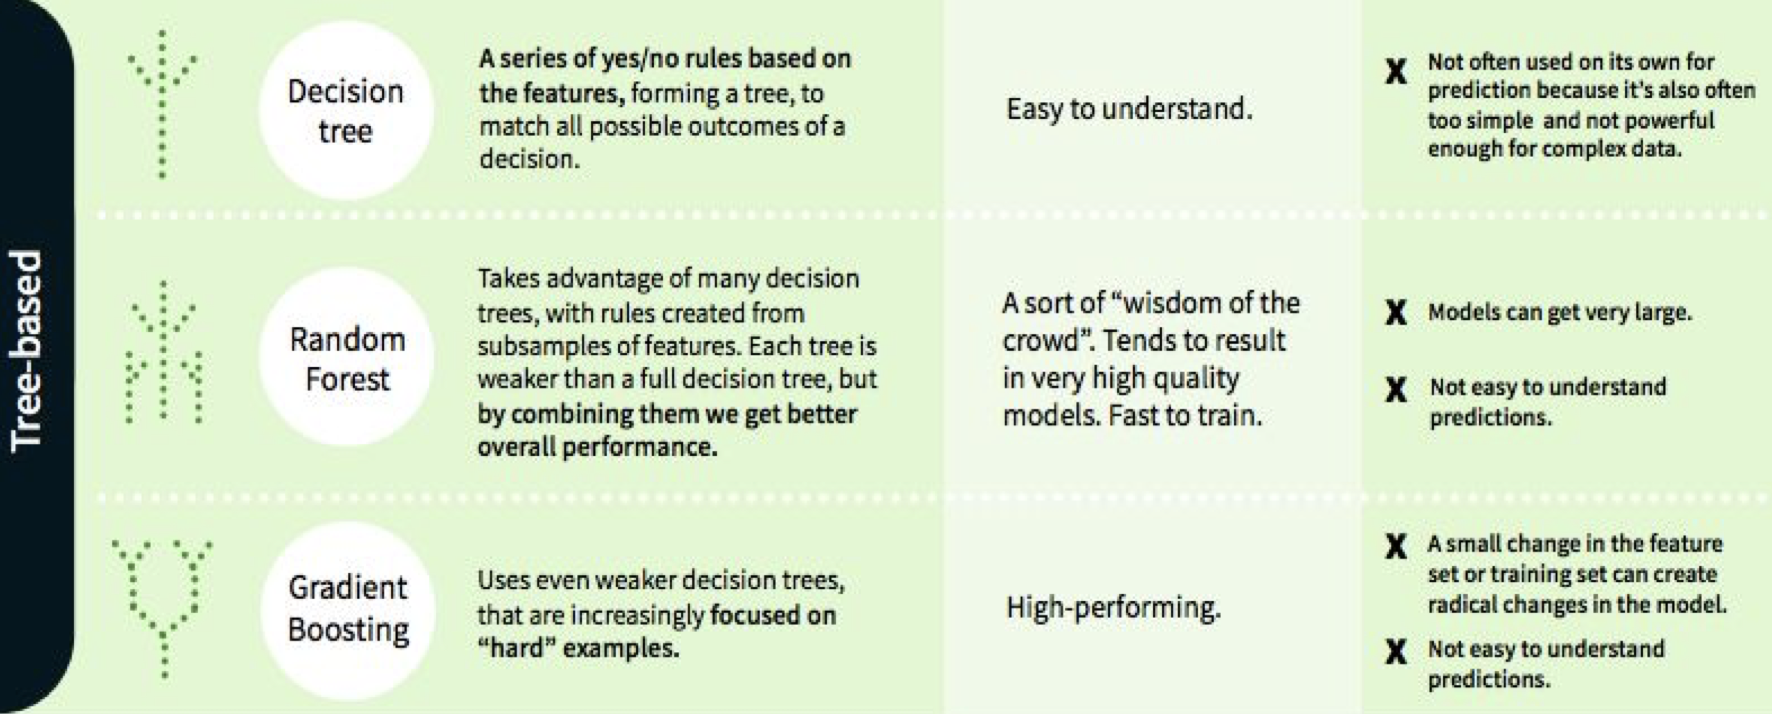 Tree-based
Decision
tree
A series of yes/no rules based on
the features, forming a tree, to
match all possible outcomes of a
decision.
Easy to understand.
X Not often used on its own for
prediction because it's also often
too simple and not powerful
enough for complex data.
Random
Forest
Takes advantage of many decision
trees, with rules created from
subsamples of features. Each tree is
weaker than a full decision tree, but
by combining them we get better
overall performance.
A sort of “wisdom of the
crowd”. Tends to result
in very high quality
models. Fast to train.
X Models can get very large.
X Not easy to understand
predictions.
Gradient
Boosting
Uses even weaker decision trees,
that are increasingly focused on
“hard” examples.
High-performing.
X A small change in the feature
set or training set can create
radical changes in the model.
X Not easy to understand
predictions.